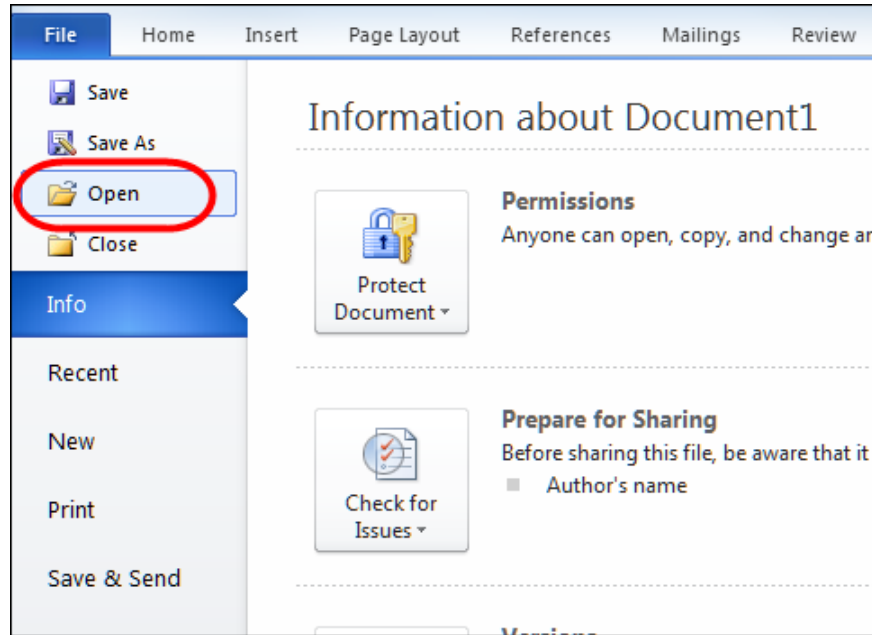 File Home Insert Page Layout References Mailings Review
Save
Save As
Open
Close
Info
Recent
New
Print
Save & Send
Information about Document1
Protect
Document
Permissions
Anyone can open, copy, and change
Check for
Issues
Prepare for Sharing
Before sharing this file, be aware that it
Author's name
Versions